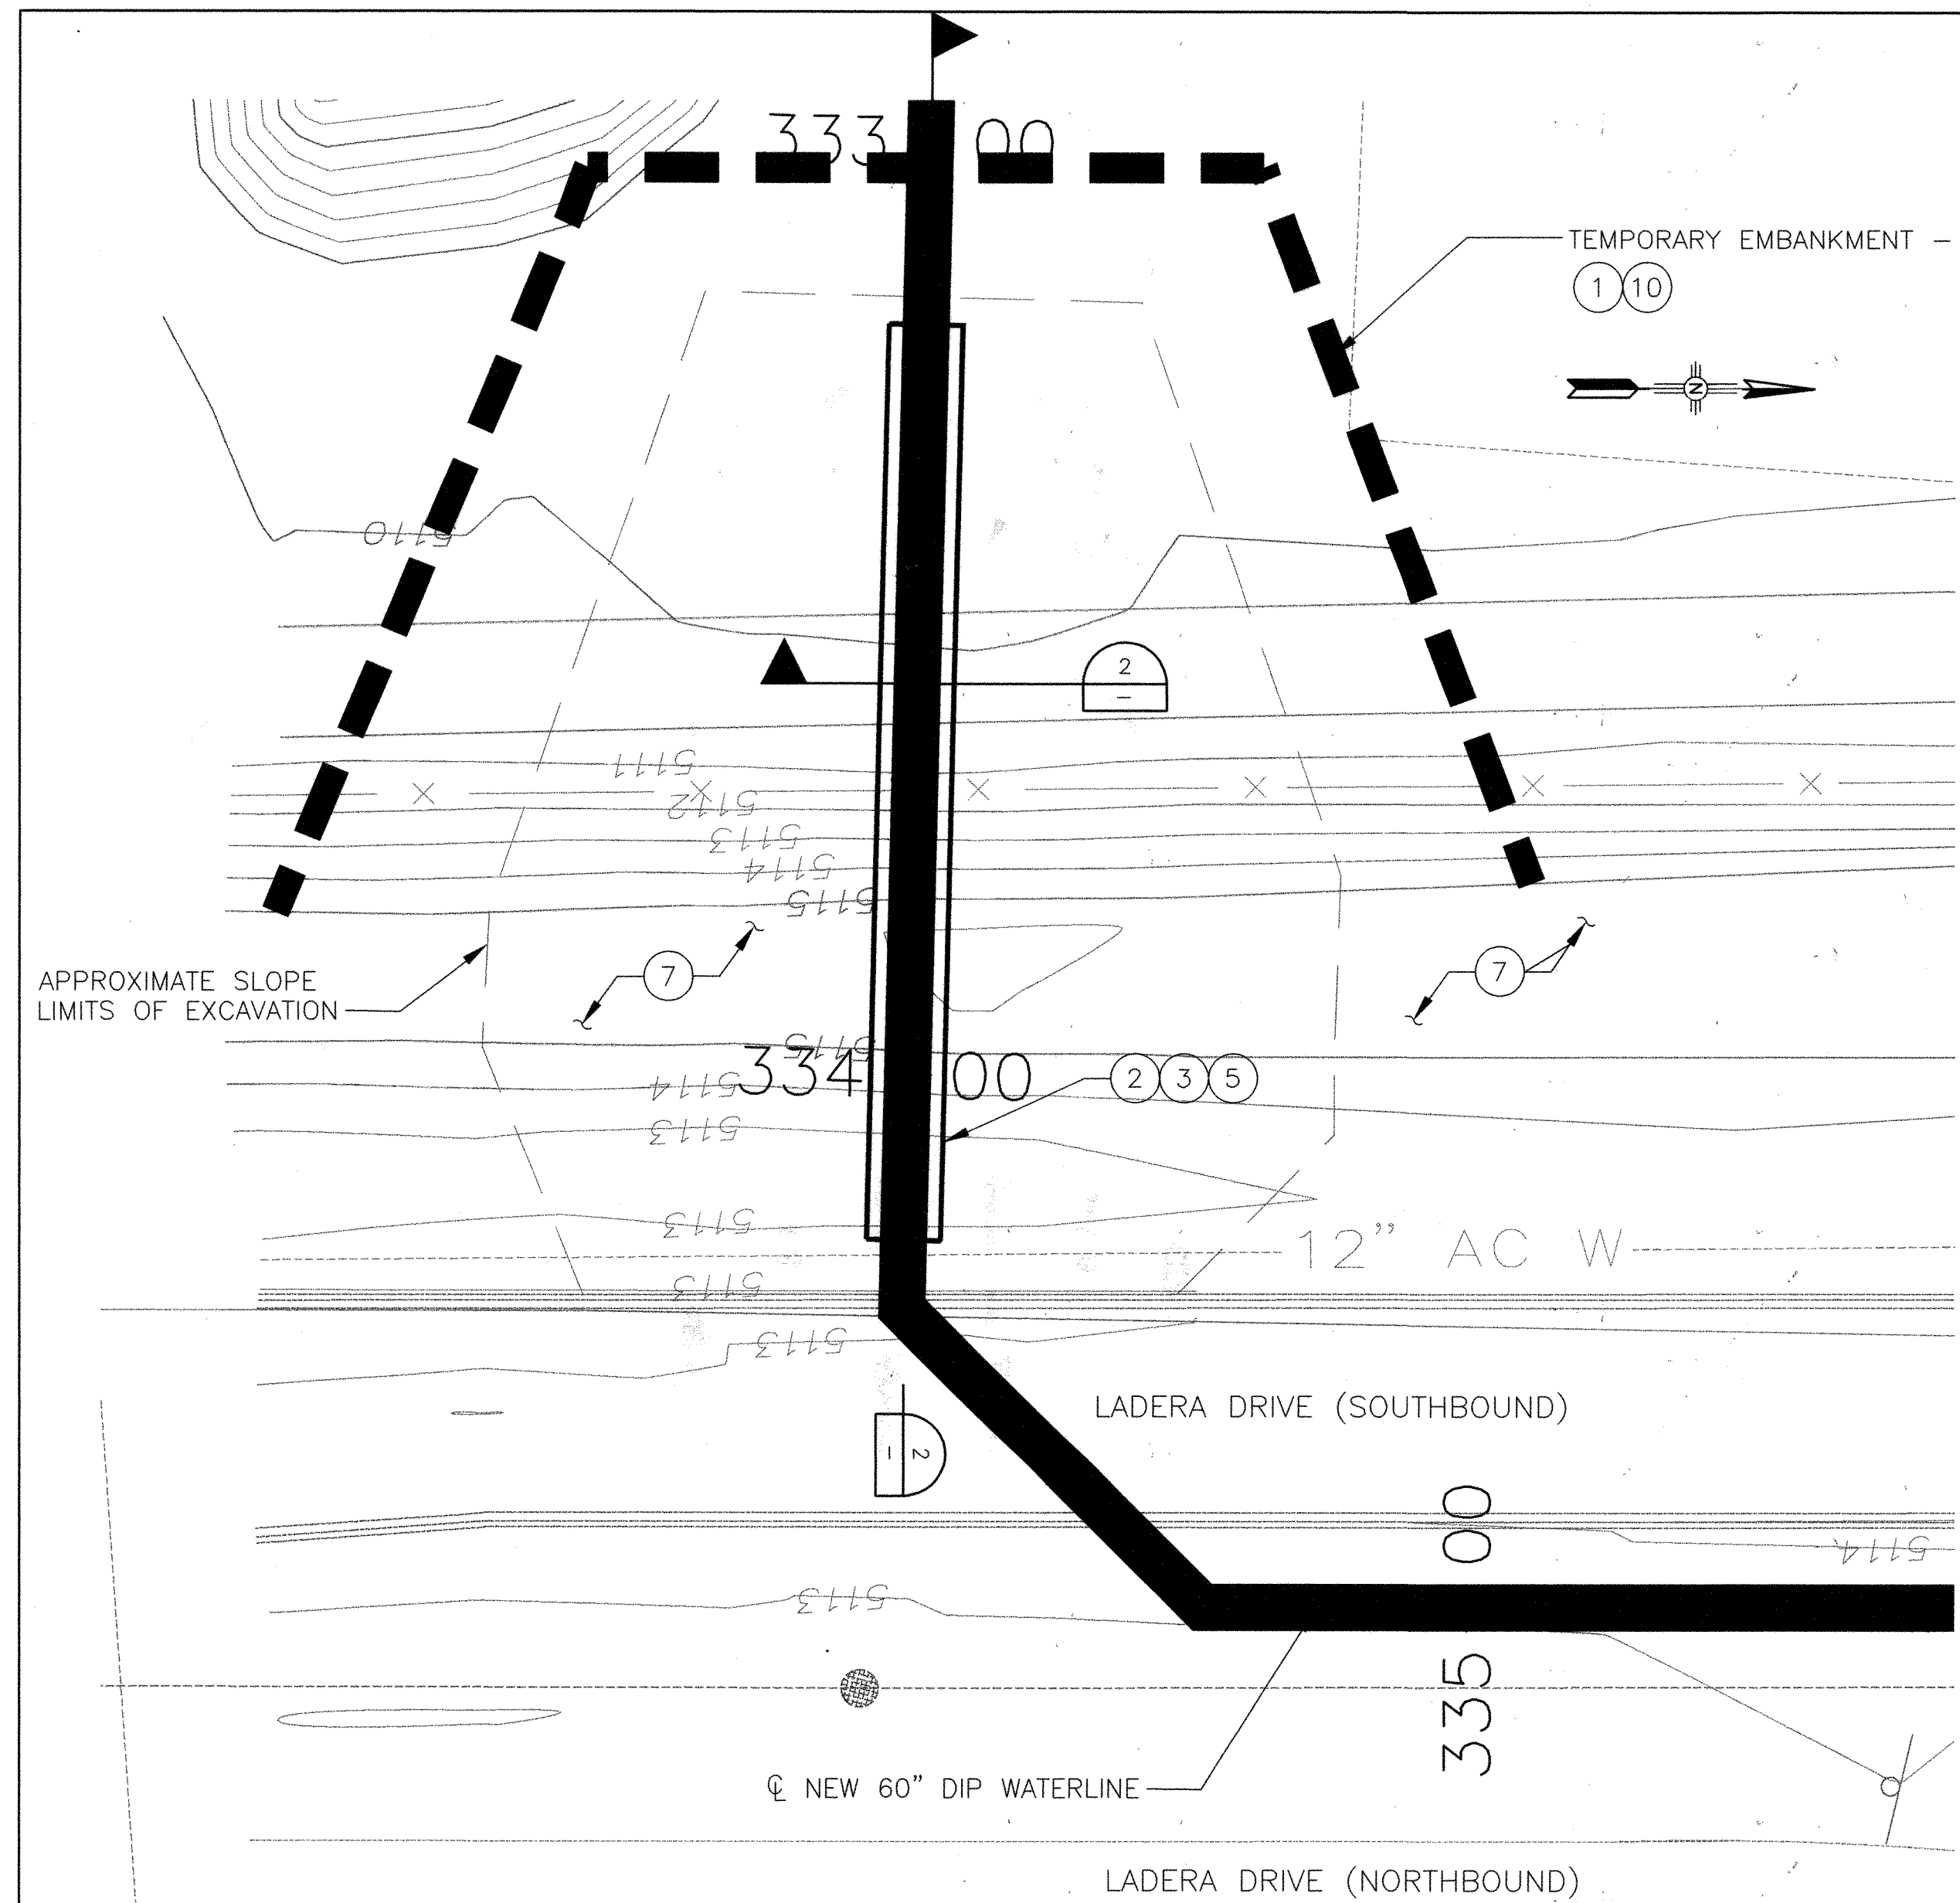 333 00
TEMPORARY EMBANKMENT –
1 10
N
5110
2
–
5111
5112
5113
5114
5115
7
7
APPROXIMATE SLOPE
LIMITS OF EXCAVATION
5115
334 00
2 3 5
5114
5113
5113
12” AC W
5113
5113
LADERA DRIVE (SOUTHBOUND)
2
–
335 00
5114
5113
℄ NEW 60” DIP WATERLINE
LADERA DRIVE (NORTHBOUND)